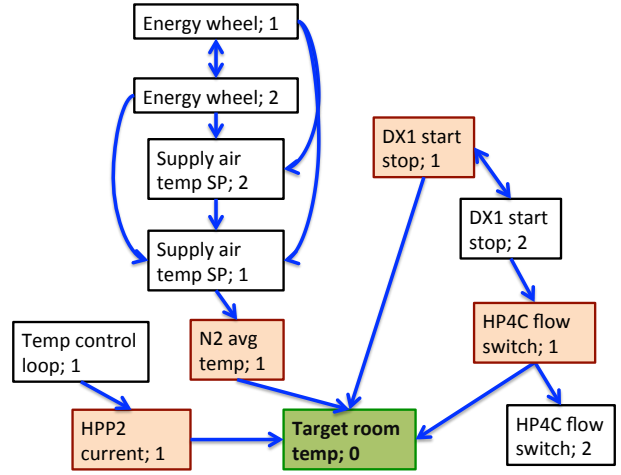 Energy wheel; 1
Energy wheel; 2
Supply air
temp SP; 2
Supply air
temp SP; 1
DX1 start
stop; 1
DX1 start
stop; 2
N2 avg
temp; 1
HP4C flow
switch; 1
Temp control
loop; 1
HPP2
current; 1
Target room
temp; 0
HP4C flow
switch; 2